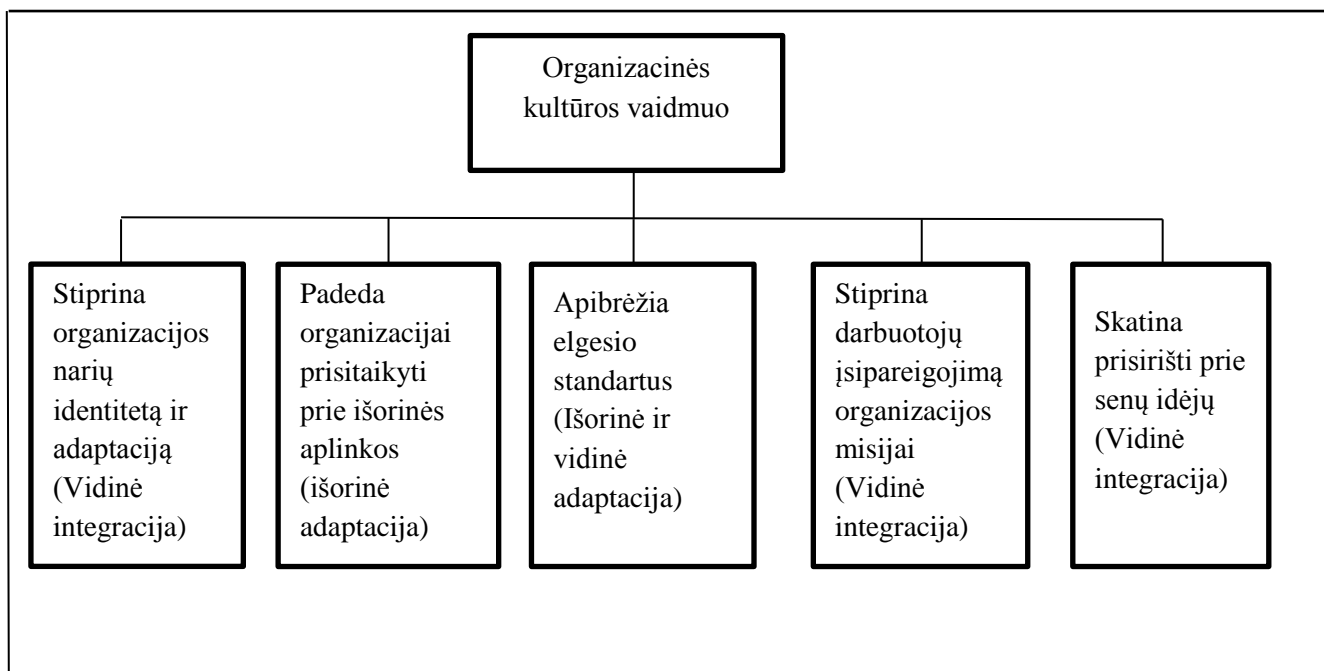 Organizacinės
kultūros vaidmuo
Stiprina
organizacijos
narių
identitetą ir
adaptaciją
(Vidinė
integracija)
Padeda
organizacijai
prisitaikyti
prie išorinės
aplinkos
(išorinė
adaptacija)
Apibrėžia
elgesio
standartus
(Išorinė ir
vidinė
adaptacija)
Stiprina
darbuotojų
įsipareigojimą
organizacijos
misijai
(Vidinė
integracija)
Skatina
prisirišti prie
senų idėjų
(Vidinė
integracija)